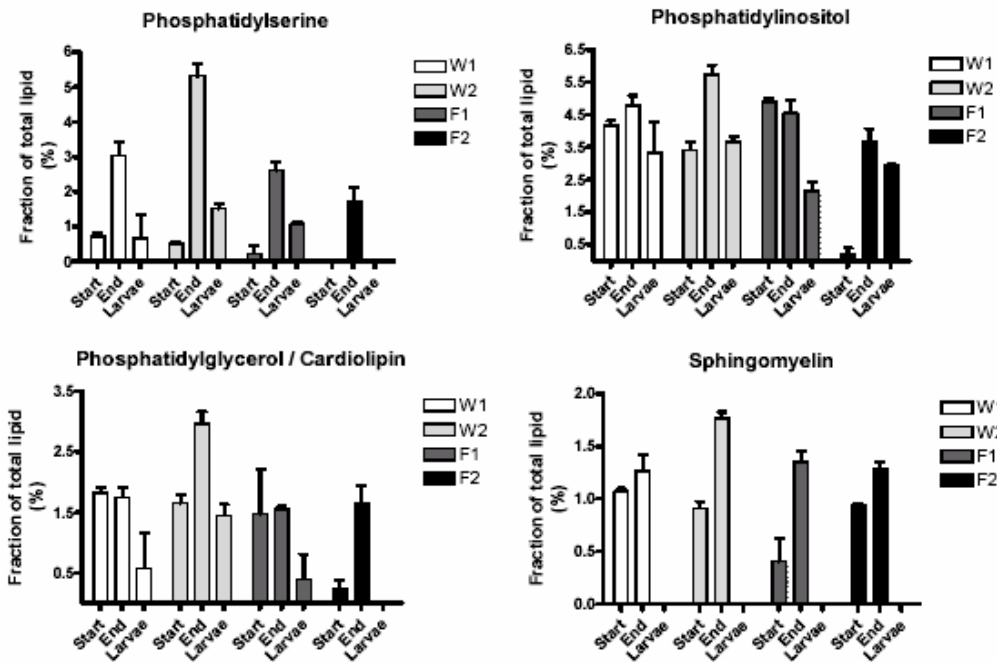 Phosphatidylserine
Fraction of total lipid
(%)
6
5
3
2
1
0
Start End Larvae Start End Larvae Start End Larvae Start End Larvae
W1
W2
F1
F2
Phosphatidylinositol
Fraction of total lipid
(%)
6.5
5.5
4.5
3.5
2.5
1.5
0.5
Start End Larvae Start End Larvae Start End Larvae Start End Larvae
W1
W2
F1
F2
Phosphatidylglycerol / Cardiolipin
Fraction of total lipid
(%)
3.5
2.5
1.5
0.5
Start End Larvae Start End Larvae Start End Larvae Start End Larvae
W1
W2
F1
F2
Sphingomyelin
Fraction of total lipid
(%)
2.0
1.5
1.0
0.5
0.0
Start End Larvae Start End Larvae Start End Larvae Start End Larvae
W1
W2
F1
F2